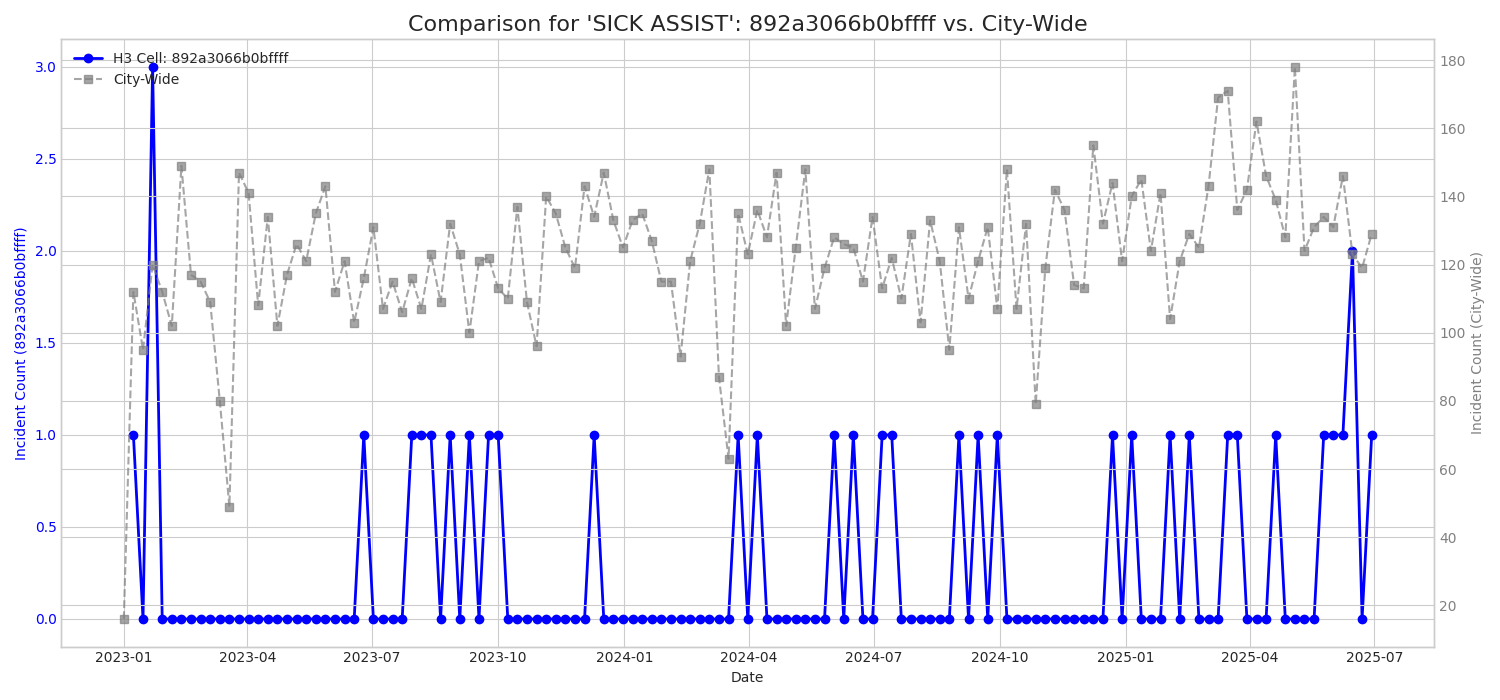 Comparison for 'SICK ASSIST': 892a3066b0bffff vs. City-Wide
H3 Cell: 892a3066b0bffff
City-Wide
Incident Count (892a3066b0bffff)
3.0
2.5
2.0
1.5
1.0
0.5
0.0
180
160
140
120
100
80
60
40
20
Incident Count (City-Wide)
2023-01 2023-04 2023-07 2023-10 2024-01 2024-04 2024-07 2024-10 2025-01 2025-04 2025-07
Date